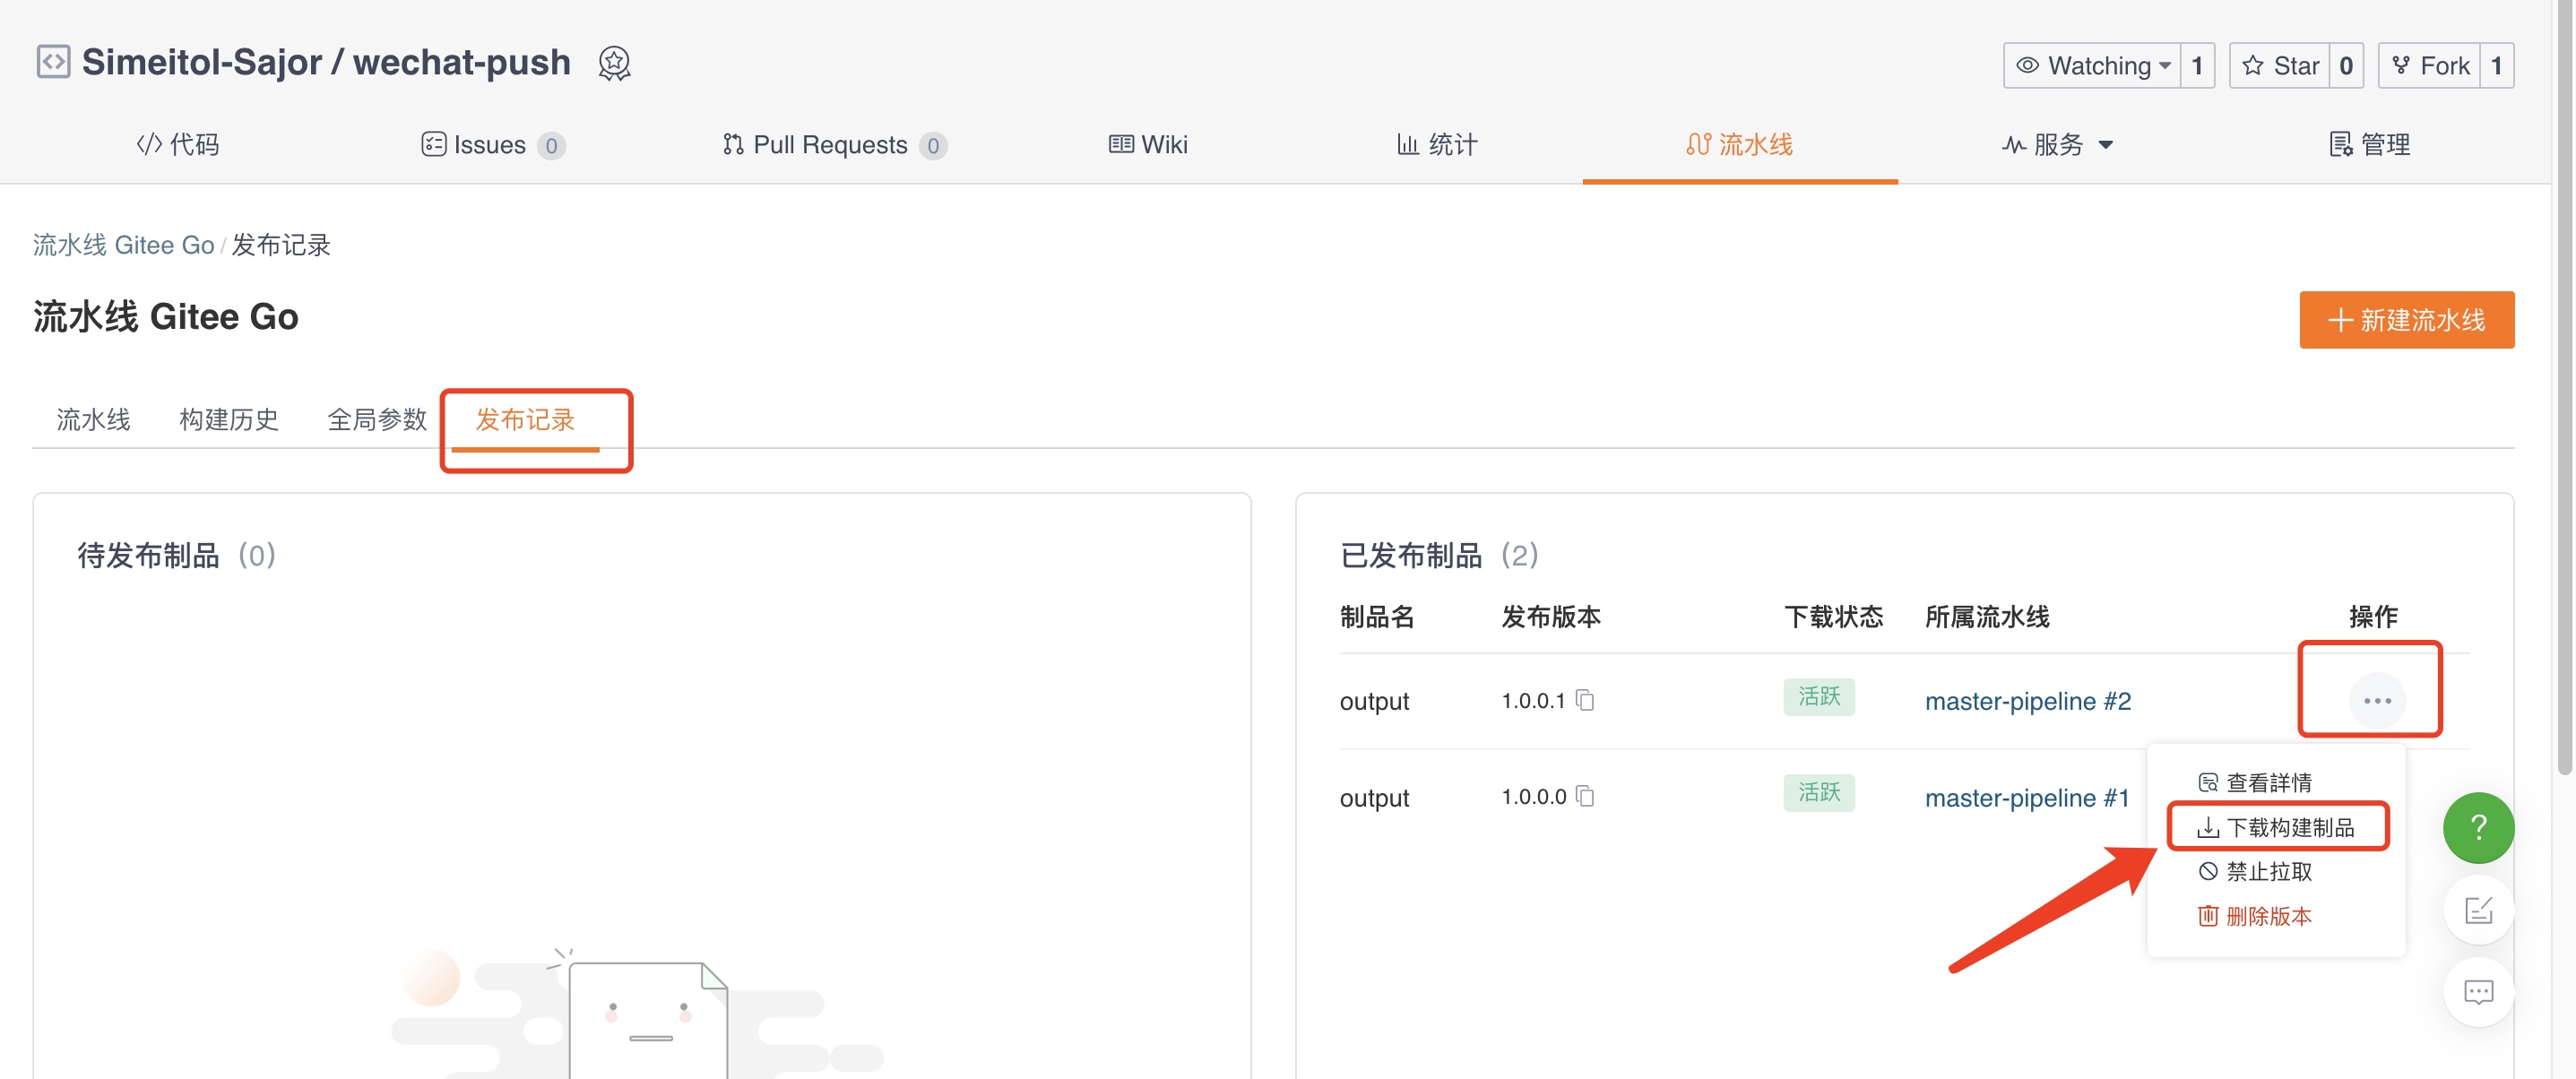 Simeitol-Sajor / wechat-push
Watching 1 Star 0 Fork 1
代码 Issues 0 Pull Requests 0 Wiki 统计 流水线 服务 管理
流水线 Gitee Go / 发布记录
流水线 Gitee Go
新建流水线
流水线 构建历史 全局参数 发布记录
待发布制品 (0)
已发布制品 (2)
制品名 发布版本 下载状态 所属流水线 操作
output 1.0.0.1 活跃 master-pipeline #2
output 1.0.0.0 活跃 master-pipeline #1
查看詳情
下载构建制品
禁止拉取
删除版本
?